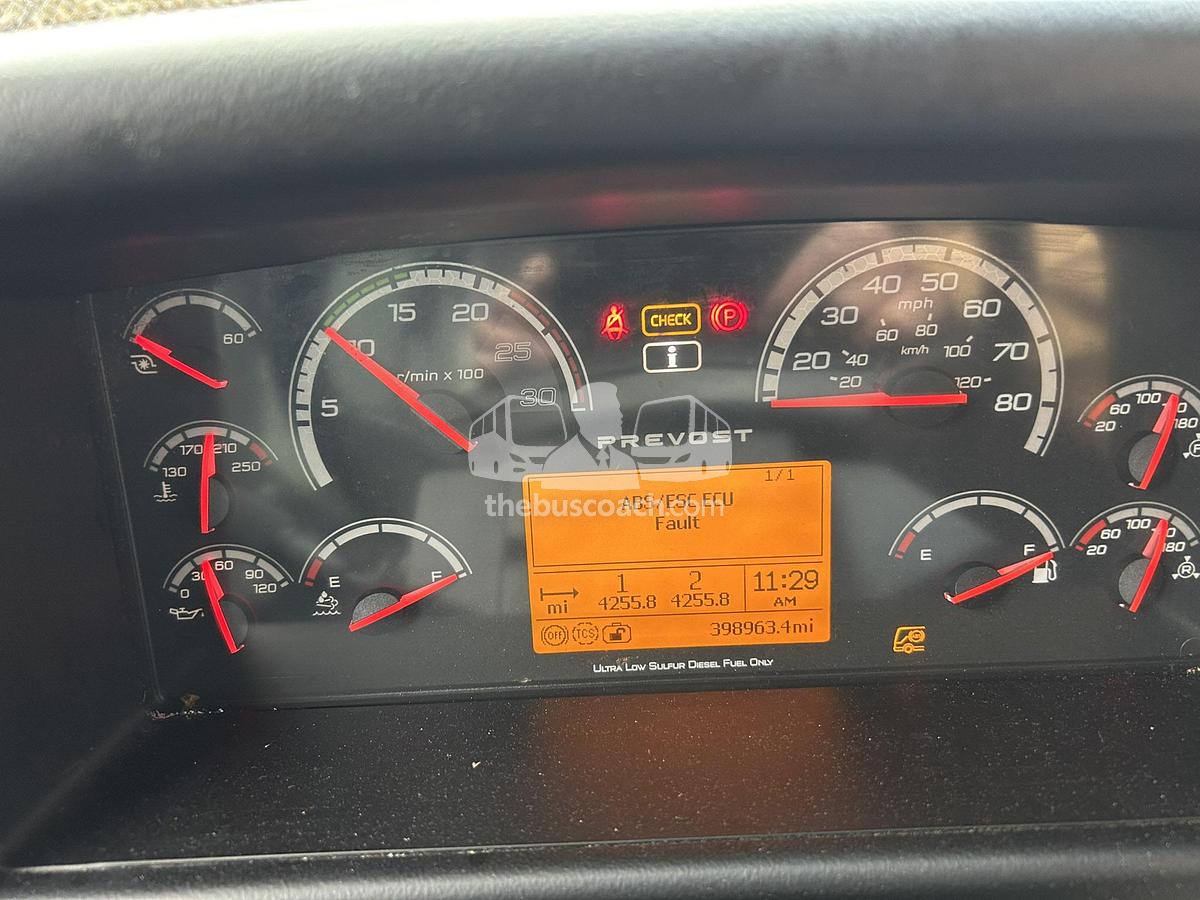 60
15
20
10
25
r/min x 100
5
30
CHECK
P
i
40
50
mph
30
60
60
80
km/h
100
20
40
70
20
120
80
100
60
180
20
P
170
210
130
250
PREVOST
1/1
ABS/ESC ECU
Fault
thebuscoach.com
1
2
11:29
mi
4255.8
4255.8
AM
OFF
TCS
398963.4mi
30
60
90
0
120
E
F
E
F
100
60
180
20
R
Ultra Low Sulfur Diesel Fuel Only